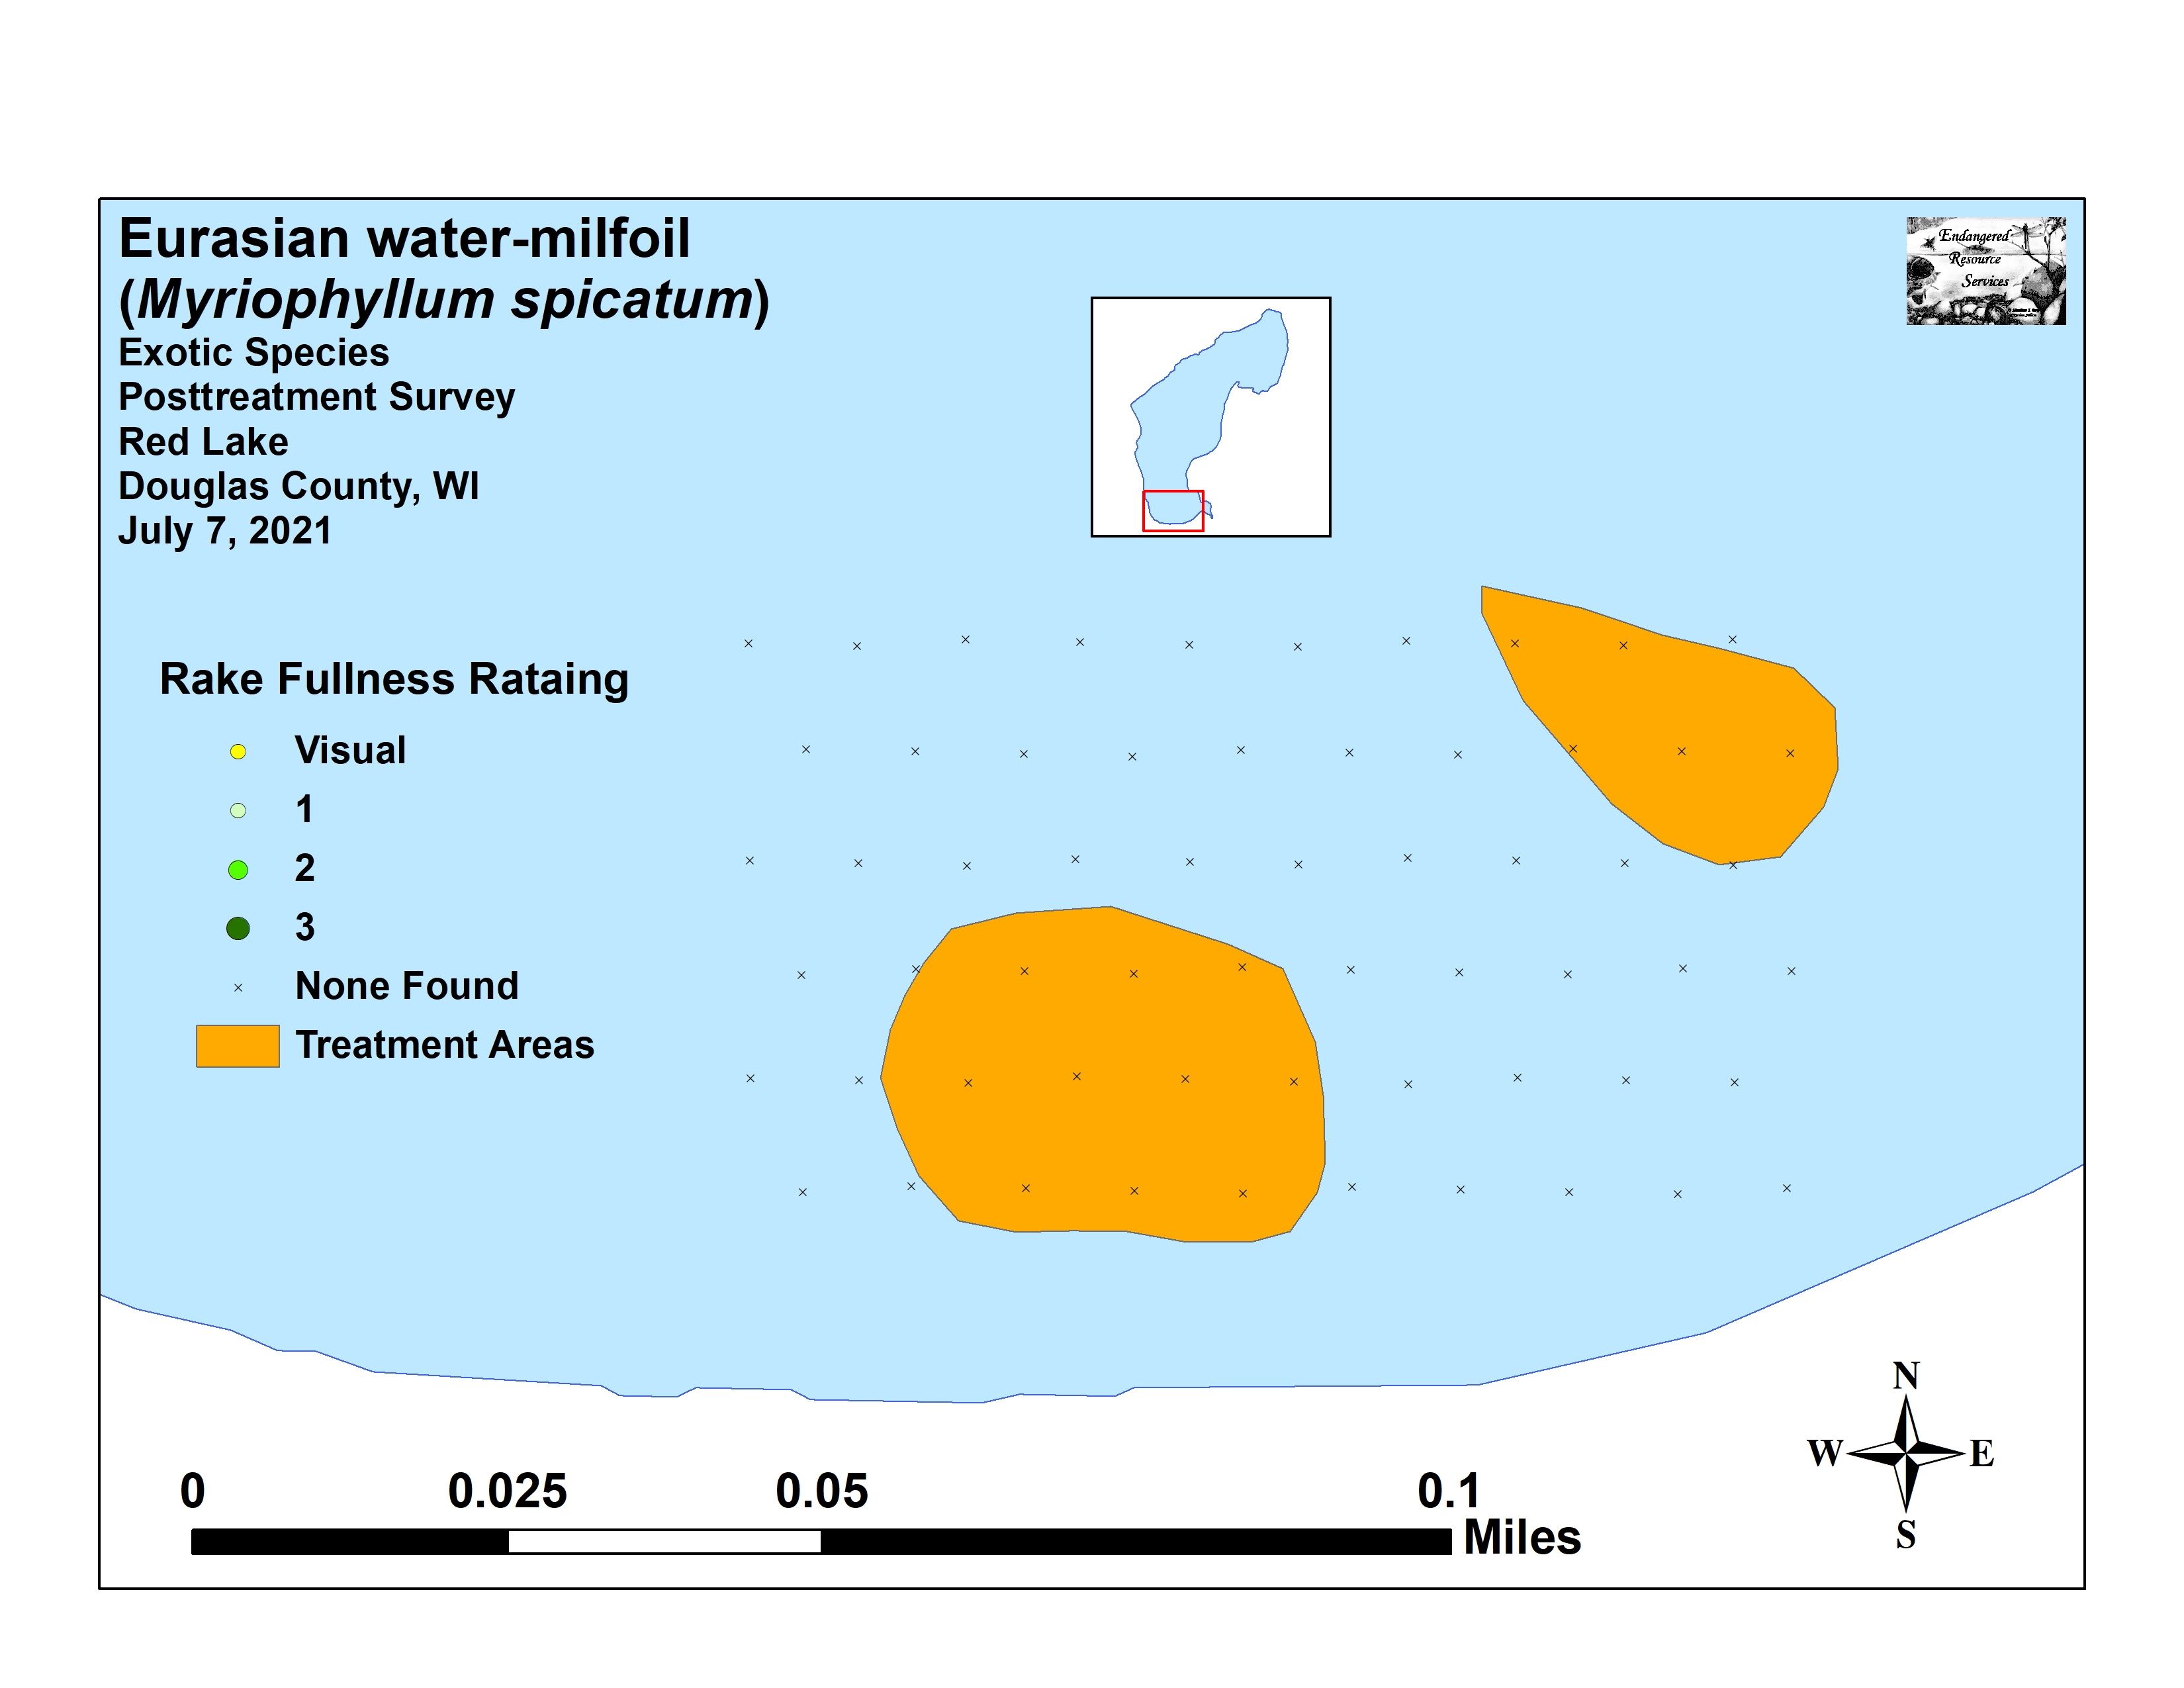 Eurasian water-milfoil
(Myriophyllum spicatum)
Exotic Species
Posttreatment Survey
Red Lake
Douglas County, WI
July 7, 2021
Endangered
Resource
Services
Rake Fullness Rataing
Visual
1
2
3
None Found
Treatment Areas
N
W E
S
0 0.025 0.05 0.1
Miles